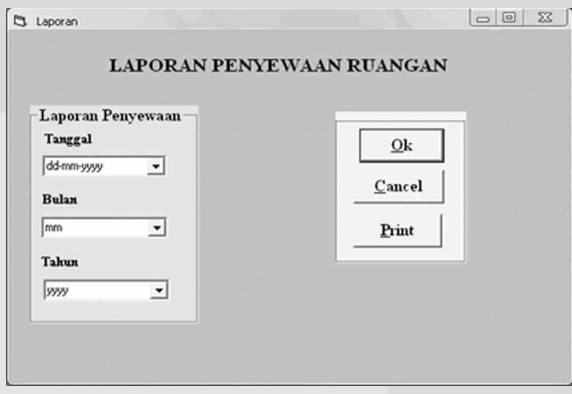 Laporan
LAPORAN PENYEWAAN RUANGAN
Laporan Penyewaan
Tanggal
dd-mm-yyyy
Bulan
mm
Tahun
yyyy
Ok
Cancel
Print